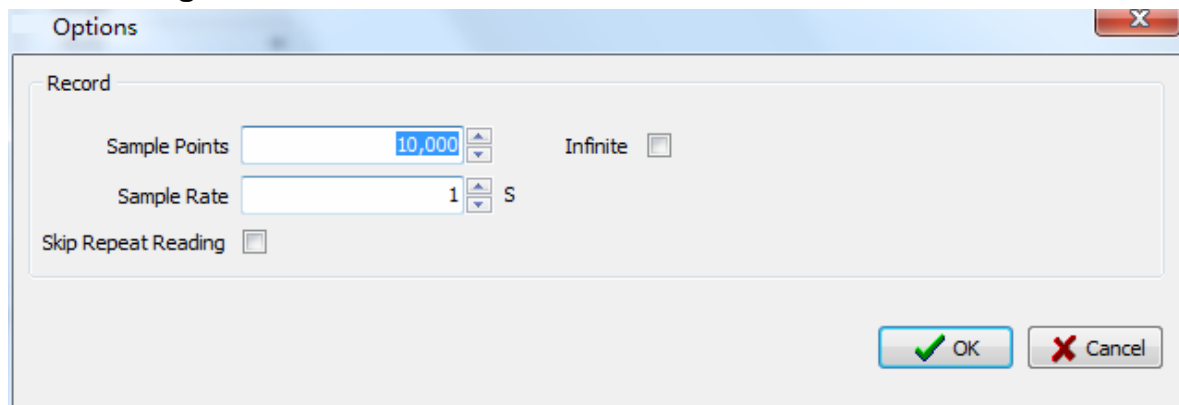 Options
Record
Sample Points 10,000 Infinite
Sample Rate 1 S
Skip Repeat Reading
OK Cancel